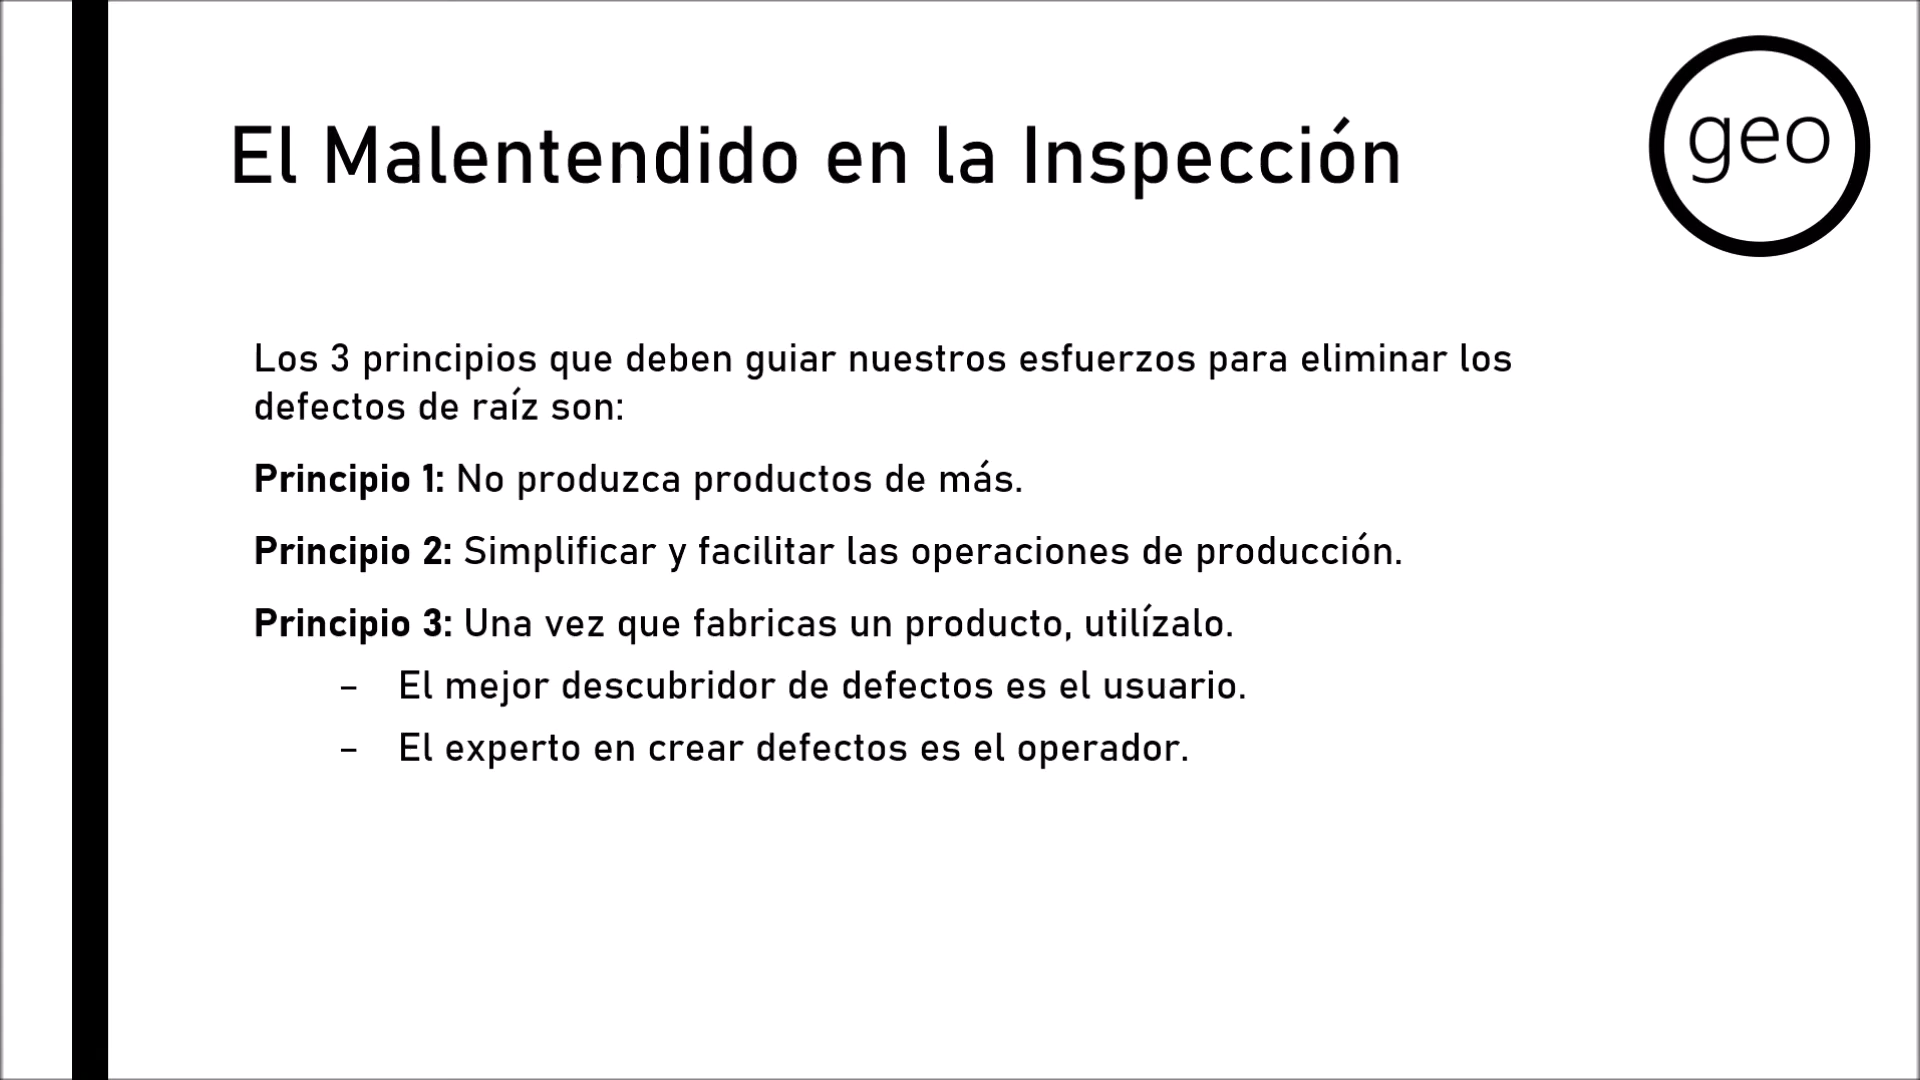 El Malentendido en la Inspección
geo
Los 3 principios que deben guiar nuestros esfuerzos para eliminar los
defectos de raíz son:
Principio 1: No produzca productos de más.
Principio 2: Simplificar y facilitar las operaciones de producción.
Principio 3: Una vez que fabricas un producto, utilízalo.
– El mejor descubridor de defectos es el usuario.
– El experto en crear defectos es el operador.